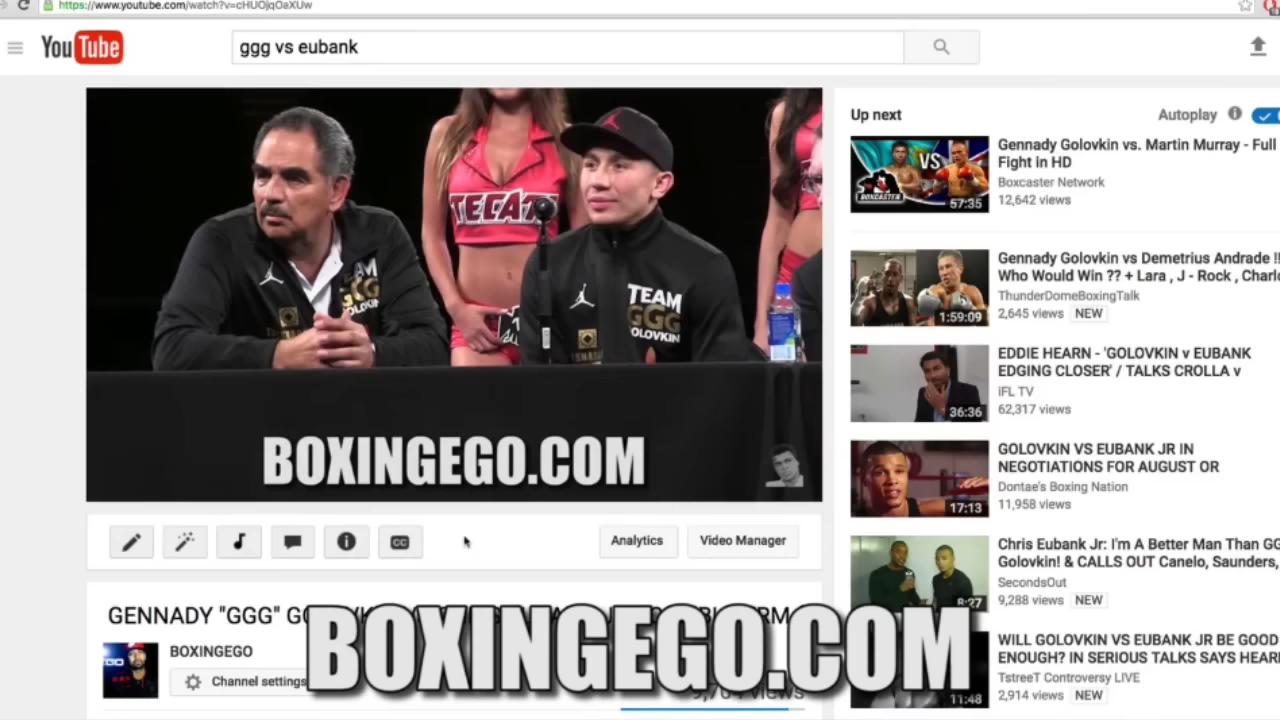 https://www.youtube.com/watch?v=cHUOjqOaXUw
YouTube
ggg vs eubank
TECATE
TEAM
GGG
GOLOVKIN
TEAM
GGG
GOLOVKIN
BOXINGEGO.COM
Analytics
Video Manager
GENNADY "GGG"
BOXINGEGO
Channel settings
views
BOXINGEGO.COM
Up next
Autoplay
VS
BOXCASTER
57:35
Gennady Golovkin vs. Martin Murray - Full
Fight in HD
Boxcaster Network
12,642 views
1:59:09
Gennady Golovkin vs Demetrius Andrade !!
Who Would Win ?? + Lara , J - Rock , Charlo
ThunderDomeBoxingTalk
2,645 views NEW
36:36
EDDIE HEARN - 'GOLOVKIN v EUBANK
EDGING CLOSER' / TALKS CROLLA v
iFL TV
62,317 views
17:13
GOLOVKIN VS EUBANK JR IN
NEGOTIATIONS FOR AUGUST OR
Dontae's Boxing Nation
11,958 views
8:27
Chris Eubank Jr: I'm A Better Man Than GG
Golovkin! & CALLS OUT Canelo, Saunders,
SecondsOut
9,288 views NEW
11:48
WILL GOLOVKIN VS EUBANK JR BE GOOD
ENOUGH? IN SERIOUS TALKS SAYS HEAR
TstreeT Controversy LIVE
2,914 views NEW